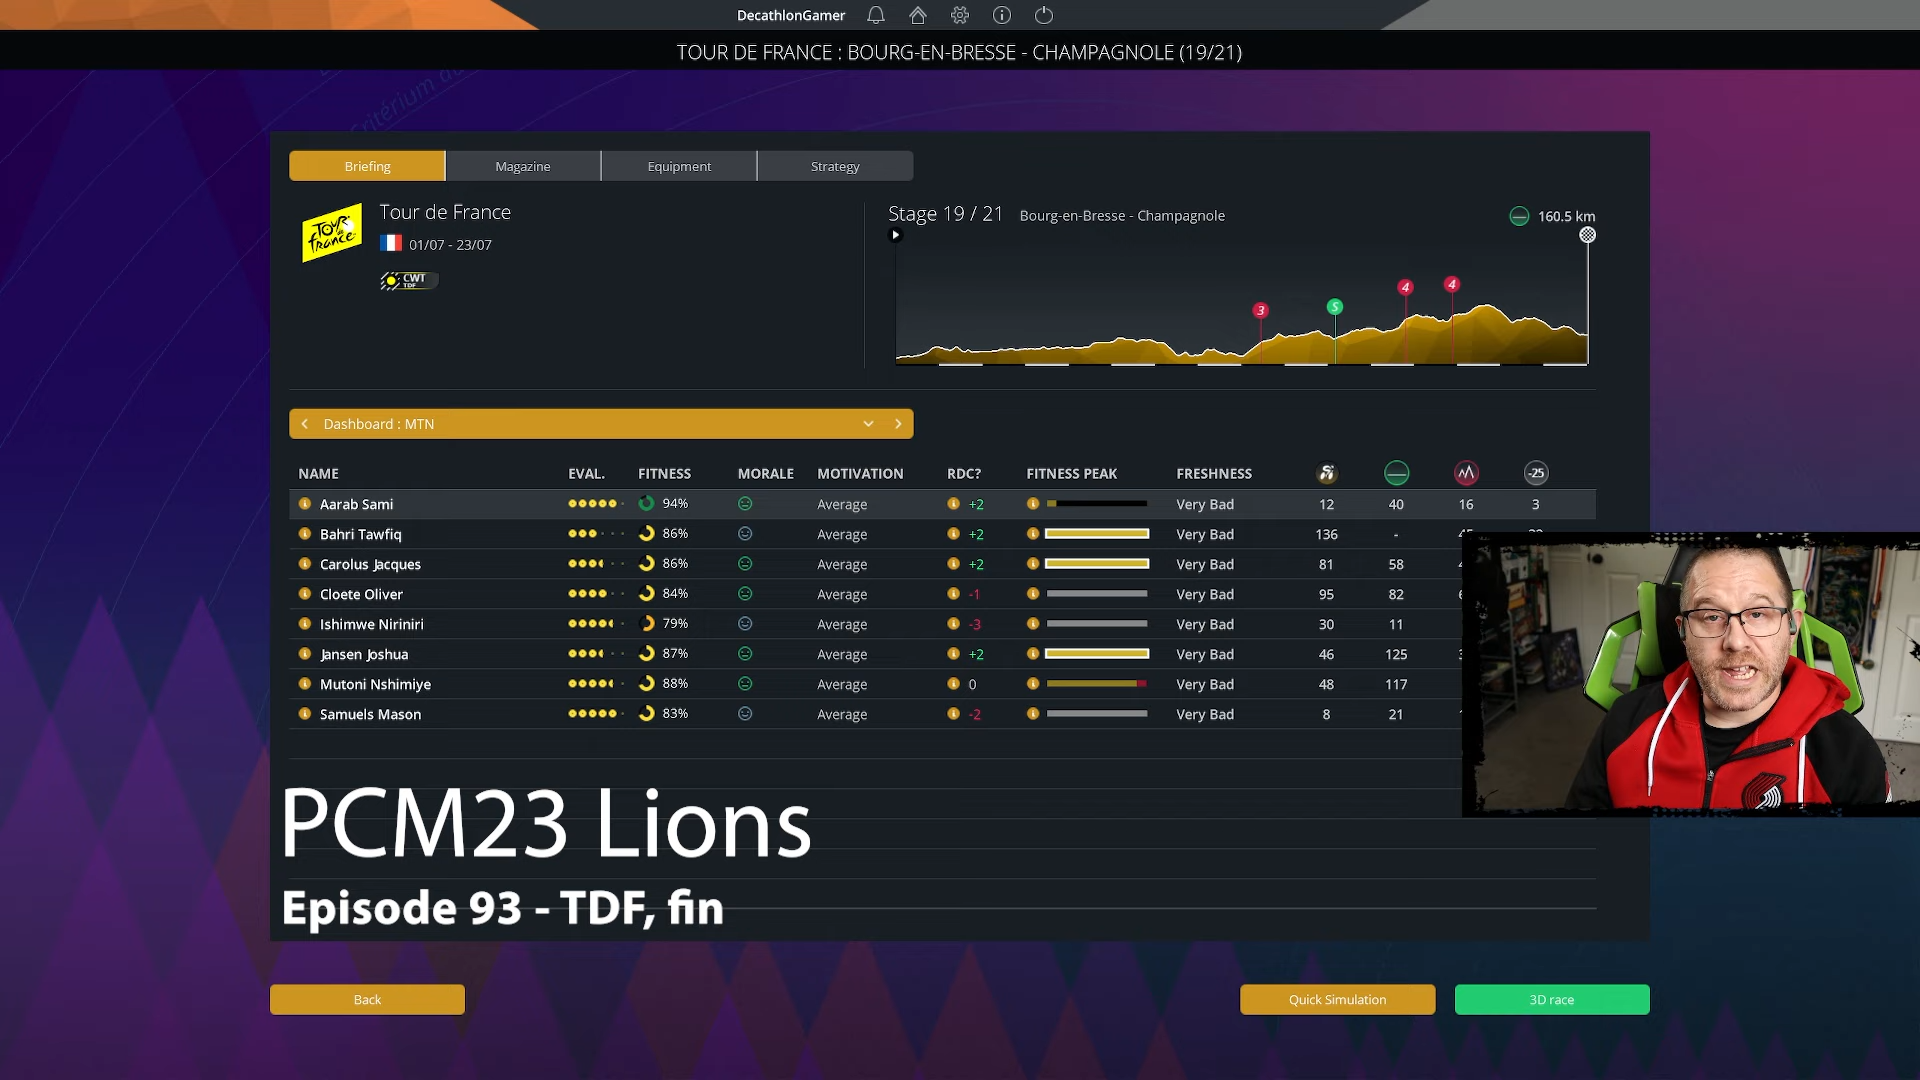 DecathlonGamer
TOUR DE FRANCE : BOURG-EN-BRESSE - CHAMPAGNOLE (19/21)
Briefing Magazine Equipment Strategy
TOUR de france
Tour de France
01/07 - 23/07
CWT TDF
Stage 19 / 21 Bourg-en-Bresse - Champagnole 160.5 km
3 S 4 4
Dashboard : MTN
NAME EVAL. FITNESS MORALE MOTIVATION RDC? FITNESS PEAK FRESHNESS -25
Aarab Sami 94% Average +2 Very Bad 12 40 16 3
Bahri Tawfiq 86% Average +2 Very Bad 136 -
Carolus Jacques 86% Average +2 Very Bad 81 58
Cloete Oliver 84% Average -1 Very Bad 95 82
Ishimwe Niriniri 79% Average -3 Very Bad 30 11
Jansen Joshua 87% Average +2 Very Bad 46 125
Mutoni Nshimiye 88% Average 0 Very Bad 48 117
Samuels Mason 83% Average -2 Very Bad 8 21
PCM23 Lions
Episode 93 - TDF, fin
Back Quick Simulation 3D race